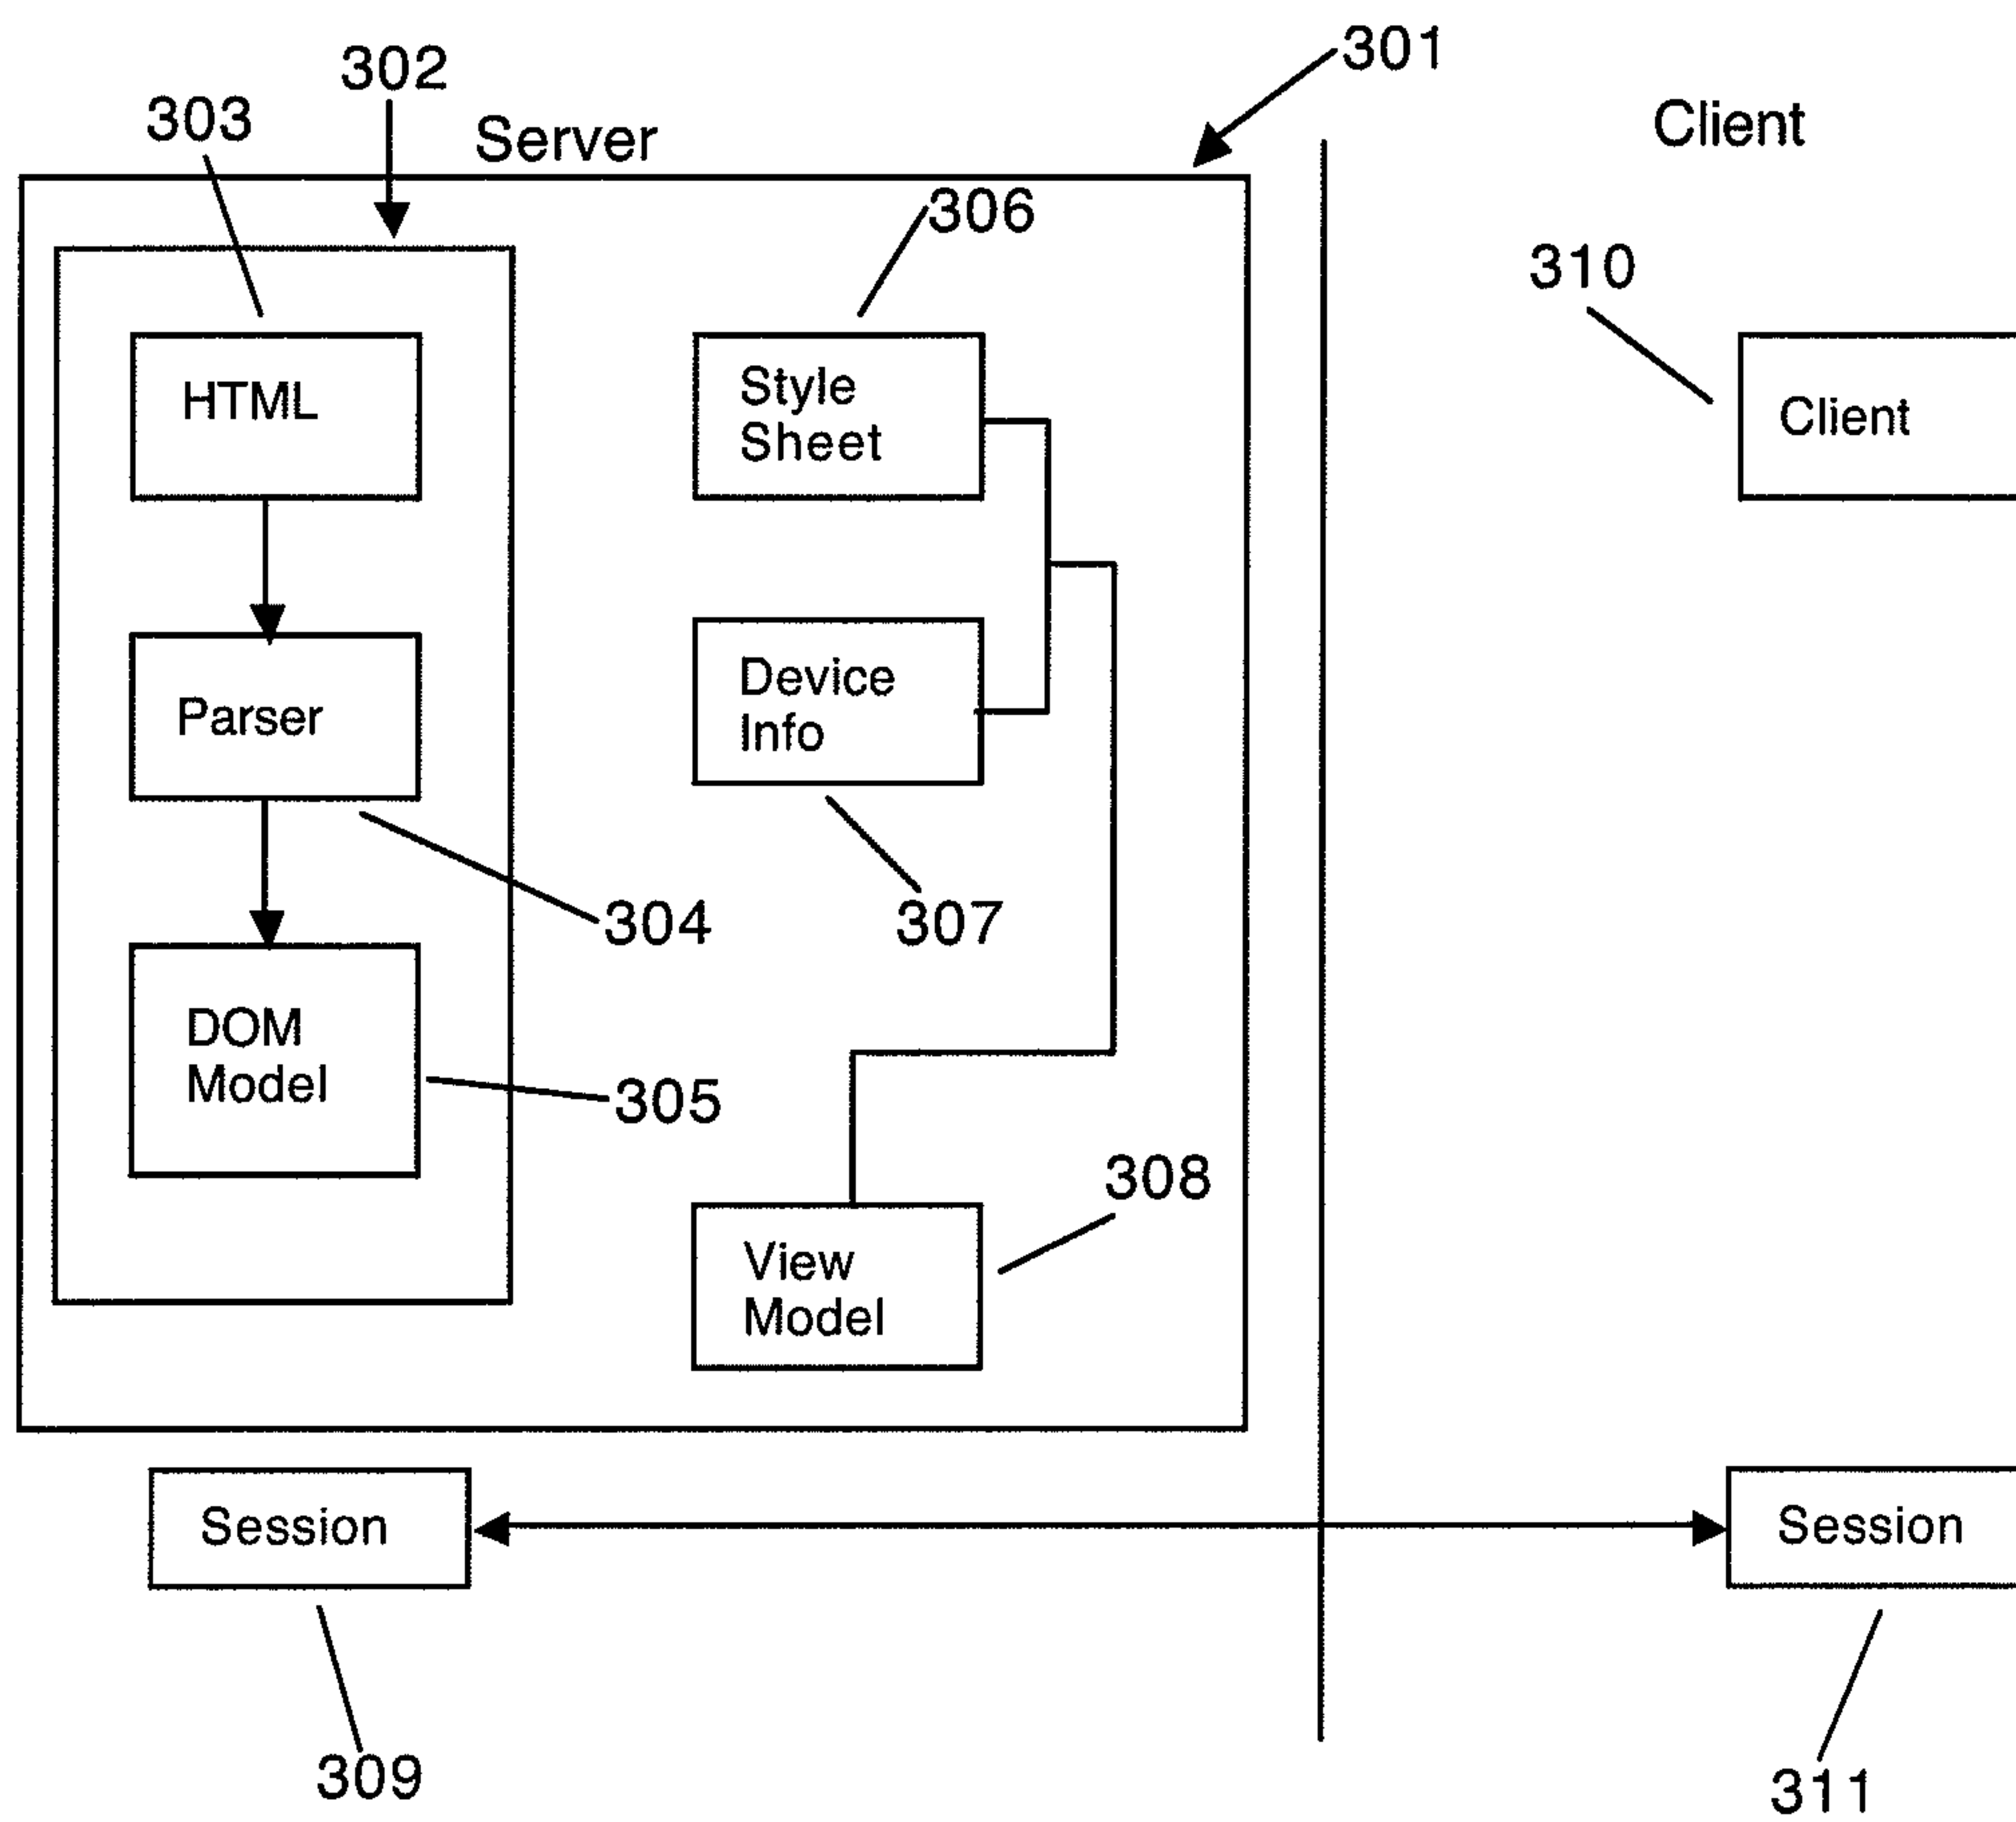 301
302
Client
303
Server
306
310
HTML
Style
Sheet
Client
Device
Info
Parser
304
307
DOM
Model
305
308
View
Model
Session
Session
309
311